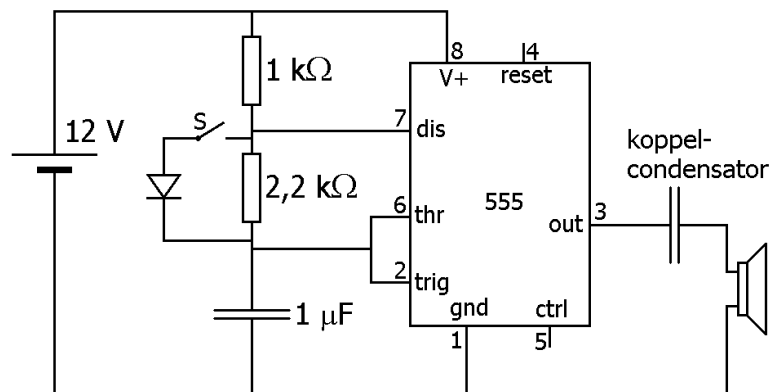 8
4
V+
reset
1 kΩ
12 V
S
7
dis
koppel-
condensator
2,2 kΩ
6
thr
555
3
out
2
trig
gnd
ctrl
1 μF
1
5